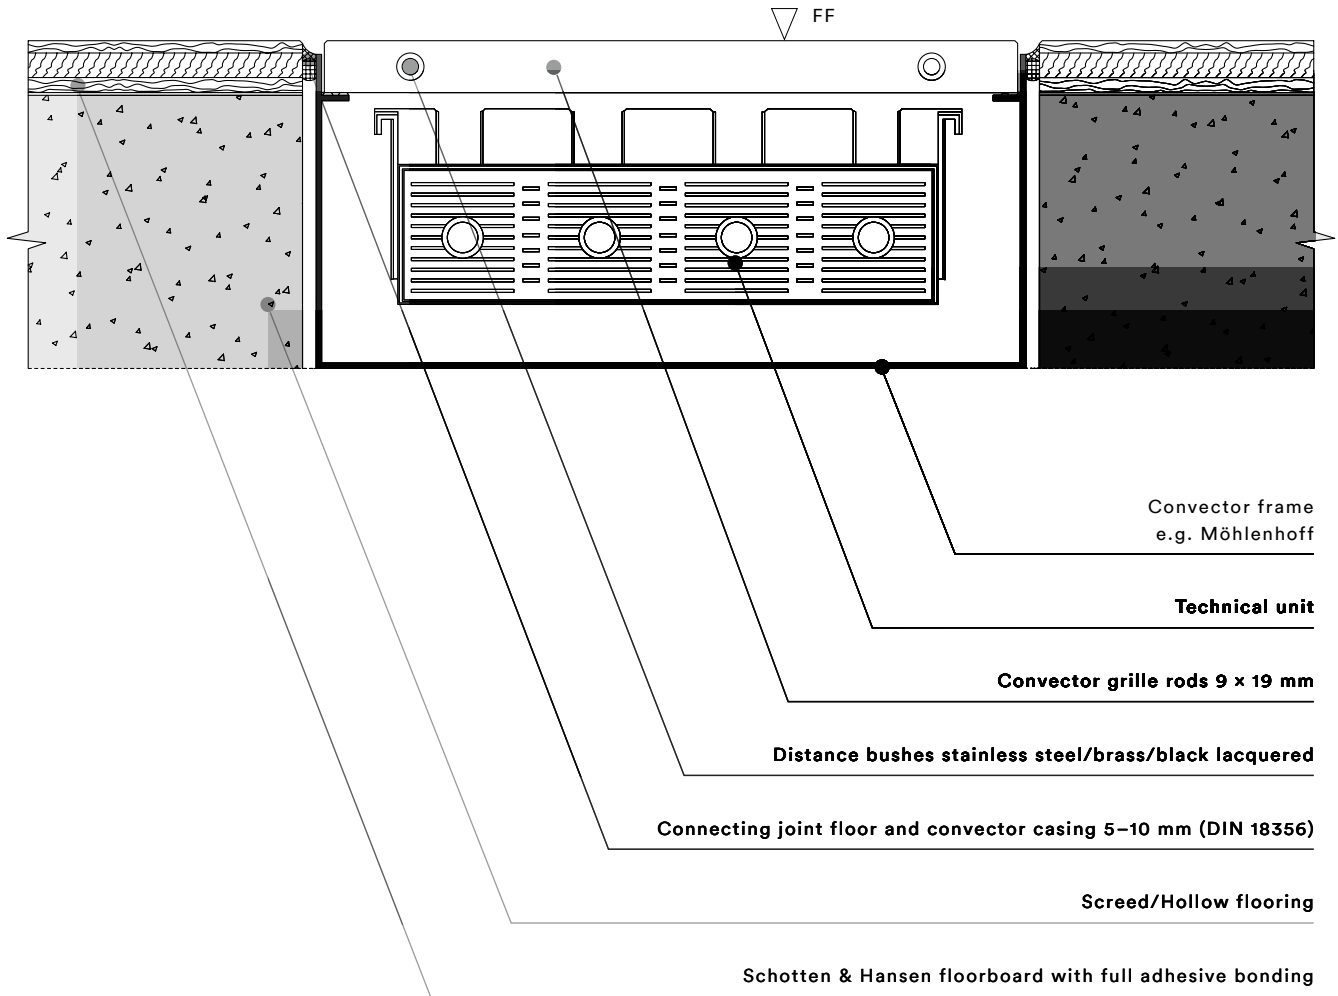 FF
Convector frame
e.g. Möhlenhoff
Technical unit
Convector grille rods 9 × 19 mm
Distance bushes stainless steel/brass/black lacquered
Connecting joint floor and convector casing 5–10 mm (DIN 18356)
Screed/Hollow flooring
Schotten & Hansen floorboard with full adhesive bonding